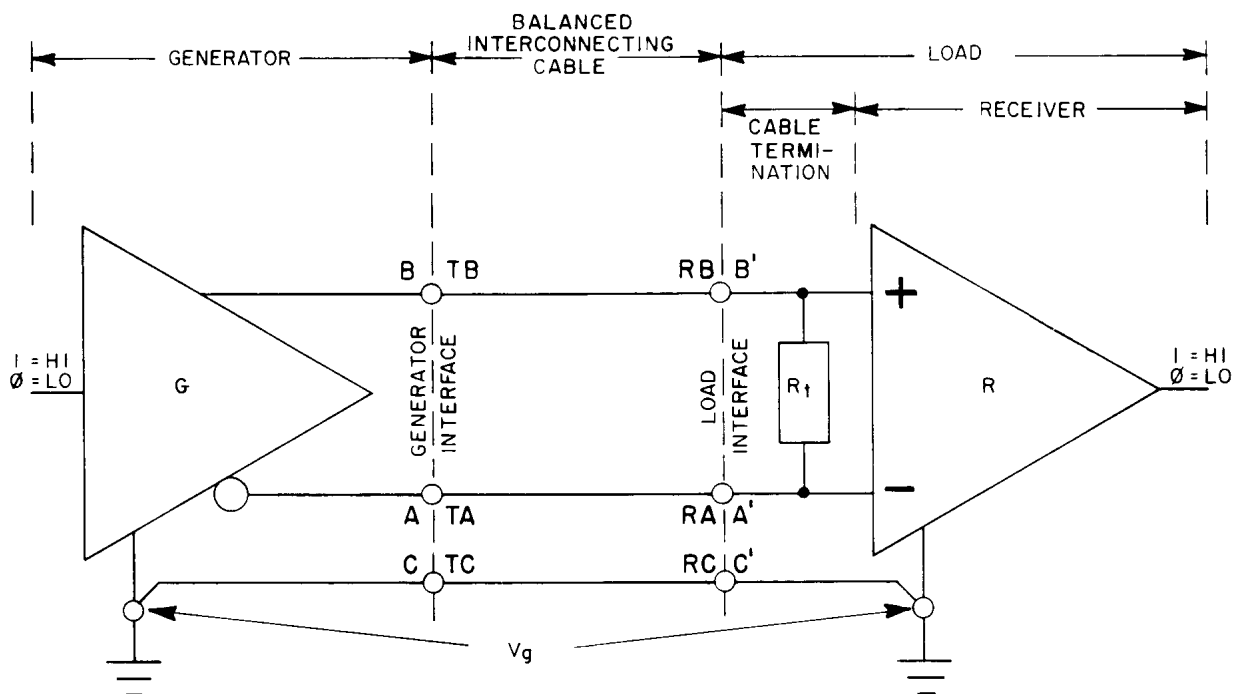 BALANCED
INTERCONNECTING
CABLE
GENERATOR
LOAD
CABLE
TERMI-
NATION
RECEIVER
B TB
RB B'
1 = HI
Ø = LO
G
GENERATOR
INTERFACE
LOAD
INTERFACE
Rt
+
R
1 = HI
Ø = LO
−
A TA
RA A'
C TC
RC C'
Vg